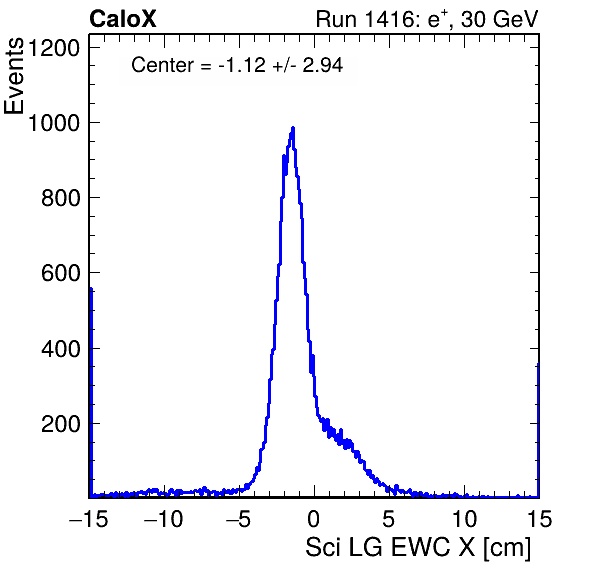 CaloX Run 1416: e⁺, 30 GeV
Center = -1.12 +/- 2.94
Events
1200
1000
800
600
400
200
−15 −10 −5 0 5 10 15
Sci LG EWC X [cm]